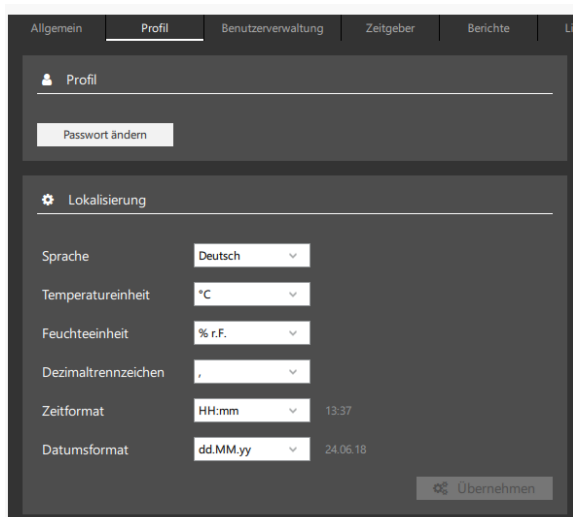 Allgemein Profil Benutzerverwaltung Zeitgeber Berichte Li
Profil
Passwort ändern
Lokalisierung
Sprache Deutsch
Temperatureinheit °C
Feuchteeinheit % r.F.
Dezimaltrennzeichen ,
Zeitformat HH:mm 13:37
Datumsformat dd.MM.yy 24.06.18
Übernehmen